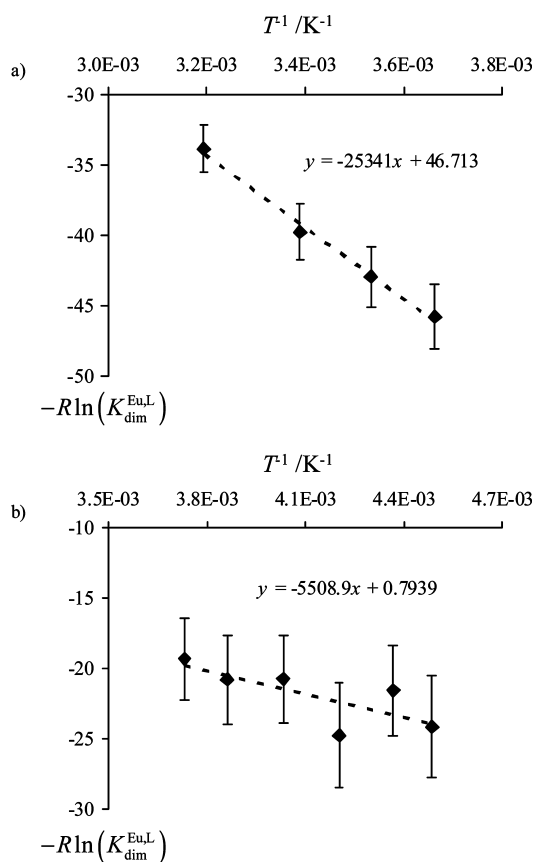 T-1 /K-1
a)
3.0E-03 3.2E-03 3.4E-03 3.6E-03 3.8E-03
-30
y = -25341x + 46.713
-35
-40
-45
-50
−R ln(K dim Eu,L)
T-1 /K-1
3.5E-03 3.8E-03 4.1E-03 4.4E-03 4.7E-03
b)
-10
y = -5508.9x + 0.7939
-15
-20
-25
-30
−R ln(K dim Eu,L)